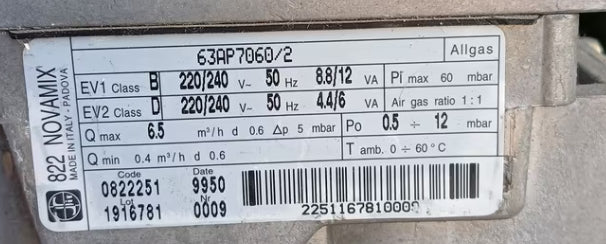 822 NOVAMIX
MADE IN ITALY - PADOVA
63AP7060/2
Allgas
EV1 Class B 220/240 V~ 50 Hz 8.8/12 VA
Pi max 60 mbar
EV2 Class D 220/240 V~ 50 Hz 4.4/6 VA
Air gas ratio 1 : 1
Q max 6.5 m³/h d 0.6 Δp 5 mbar
Po 0.5 ÷ 12 mbar
Q min 0.4 m³/h d 0.6
T amb. 0 ÷ 60°C
Code
0822251
Date
9950
Lot
1916781
Nr
0009